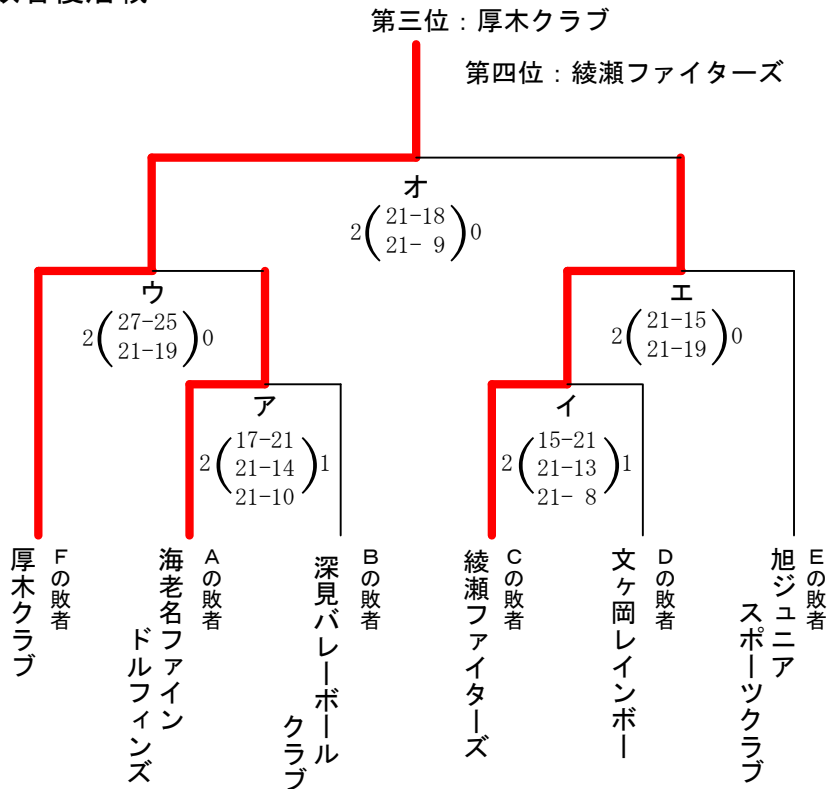 第三位：厚木クラブ
第四位：綾瀬ファイターズ
オ
2(21-18 21- 9)0
ウ
2(27-25 21-19)0
エ
2(21-15 21-19)0
ア
2(17-21 21-14 21-10)1
イ
2(15-21 21-13 21- 8)1
Fの敗者
厚木クラブ
Aの敗者
海老名ファイン
ドルフィンズ
Bの敗者
深見バレーボール
クラブ
Cの敗者
綾瀬ファイターズ
Dの敗者
文ヶ岡レインボー
Eの敗者
旭ジュニア
スポーツクラブ